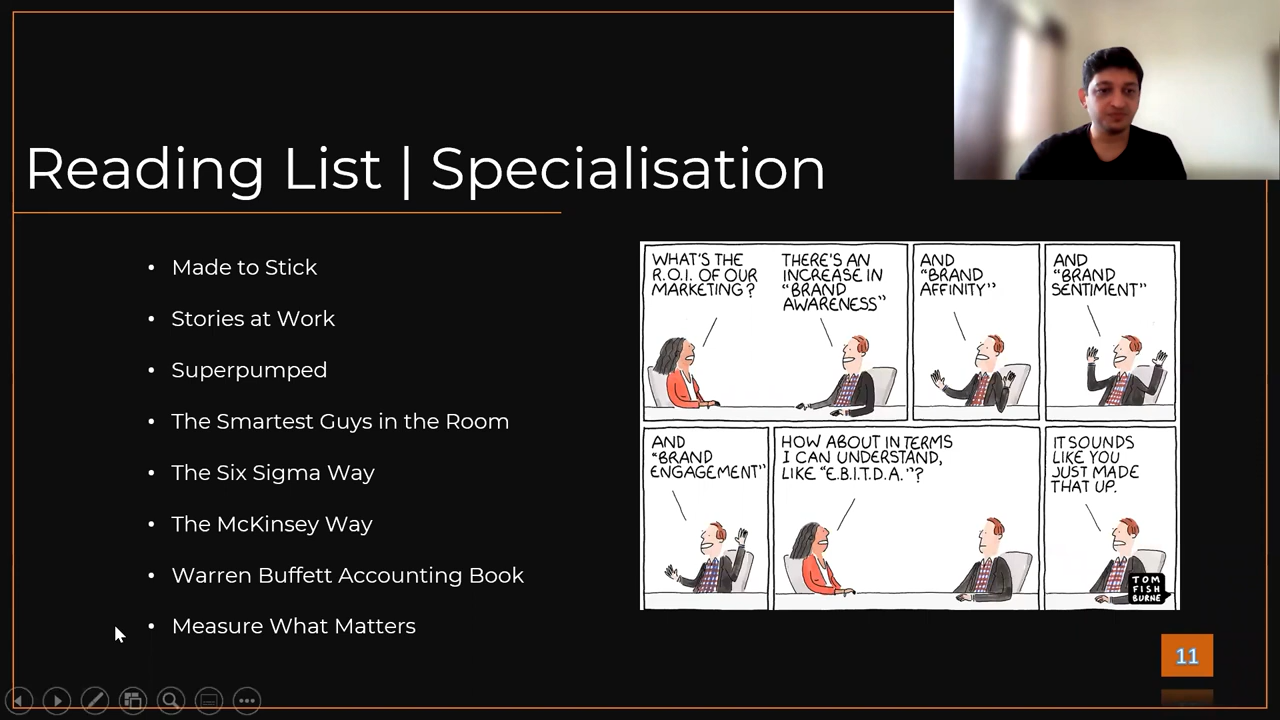 Reading List | Specialisation
• Made to Stick
• Stories at Work
• Superpumped
• The Smartest Guys in the Room
• The Six Sigma Way
• The McKinsey Way
• Warren Buffett Accounting Book
• Measure What Matters
WHAT'S THE
R.O.I. OF OUR
MARKETING?
THERE'S AN
INCREASE IN
"BRAND
AWARENESS"
AND
"BRAND
AFFINITY"
AND
"BRAND
SENTIMENT"
AND
"BRAND
ENGAGEMENT"
HOW ABOUT IN TERMS
I CAN UNDERSTAND,
LIKE "E.B.I.T.D.A."?
IT SOUNDS
LIKE YOU
JUST MADE
THAT UP.
TOM
FISH
BURNE
11